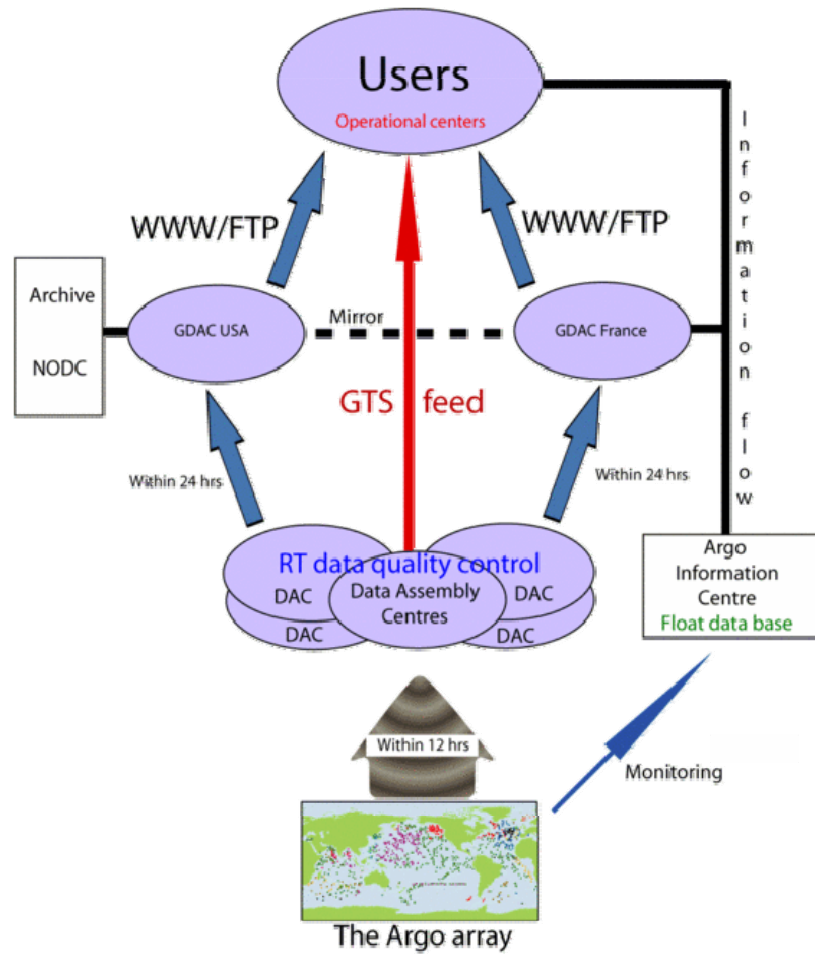 Users
Operational centers
Information flow
WWW/FTP
WWW/FTP
Archive
NODC
GDAC USA
Mirror
GDAC France
GTS feed
Within 24 hrs
Within 24 hrs
RT data quality control
DAC
Data Assembly
Centres
DAC
DAC
DAC
Argo
Information
Centre
Float data base
Within 12 hrs
Monitoring
The Argo array